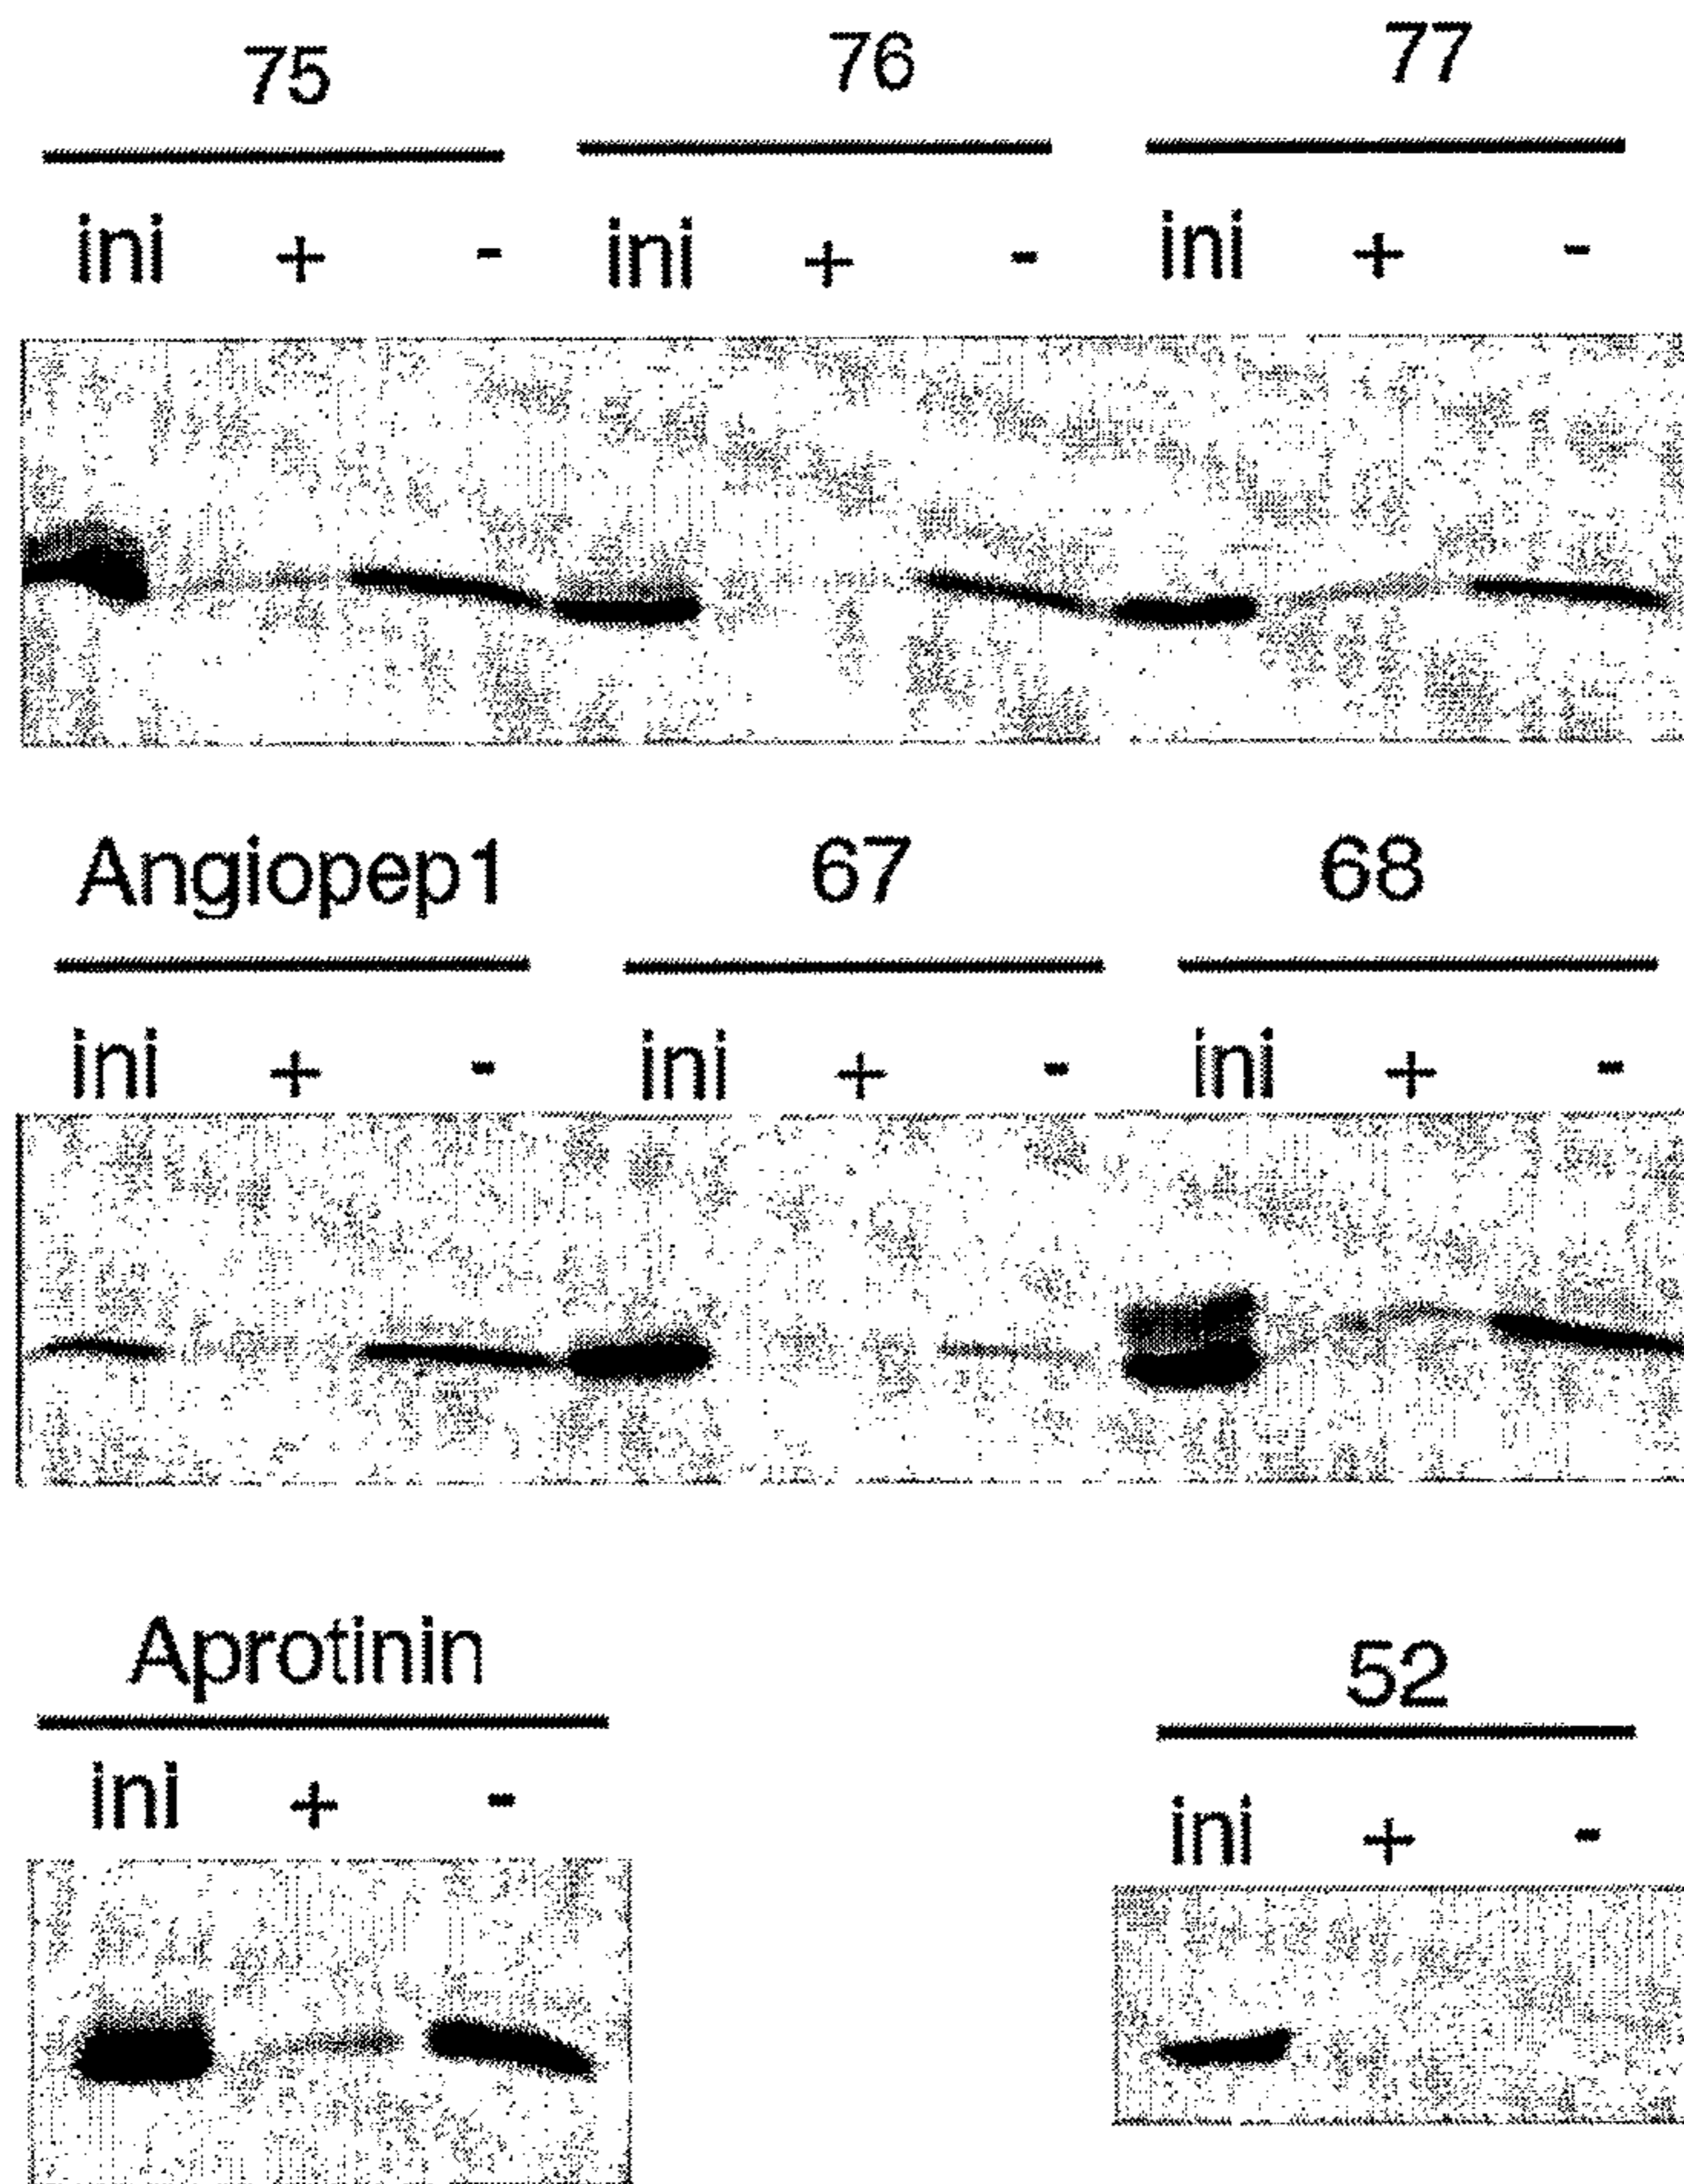 75 76 77
ini + - ini + - ini + -
Angiopep1 67 68
ini + - ini + - ini + -
Aprotinin 52
ini + - ini + -